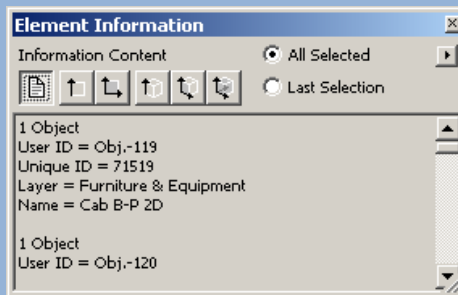 Element Information
Information Content
All Selected
Last Selection
1 Object
User ID = Obj.-119
Unique ID = 71519
Layer = Furniture & Equipment
Name = Cab B-P 2D
1 Object
User ID = Obj.-120